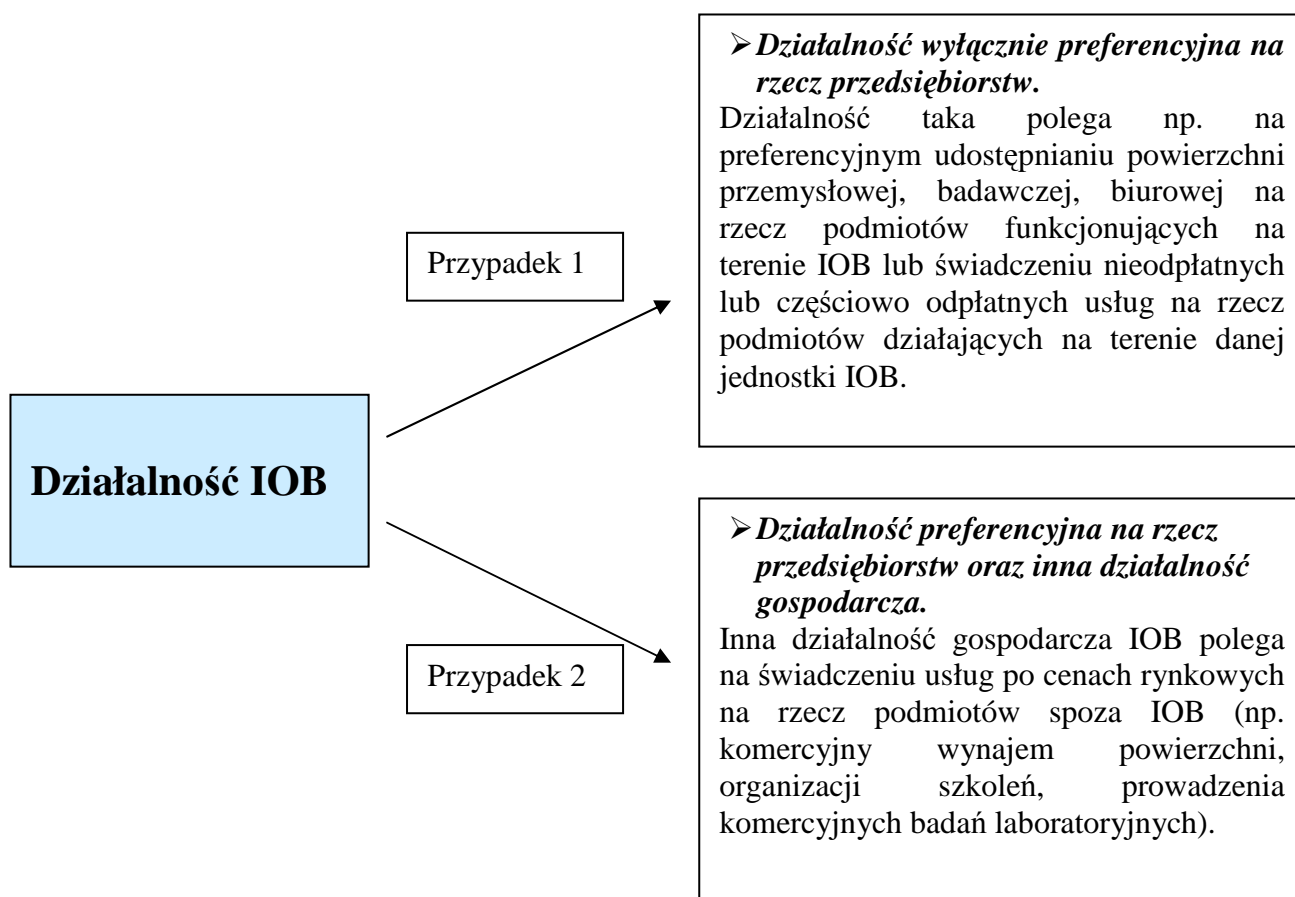 Działalność IOB
Przypadek 1
➢ Działalność wyłącznie preferencyjna na
rzecz przedsiębiorstw.
Działalność taka polega np. na
preferencyjnym udostępnianiu powierzchni
przemysłowej, badawczej, biurowej na
rzecz podmiotów funkcjonujących na
terenie IOB lub świadczeniu nieodpłatnych
lub częściowo odpłatnych usług na rzecz
podmiotów działających na terenie danej
jednostki IOB.
Przypadek 2
➢ Działalność preferencyjna na rzecz
przedsiębiorstw oraz inna działalność
gospodarcza.
Inna działalność gospodarcza IOB polega
na świadczeniu usług po cenach rynkowych
na rzecz podmiotów spoza IOB (np.
komercyjny wynajem powierzchni,
organizacji szkoleń, prowadzenia
komercyjnych badań laboratoryjnych).